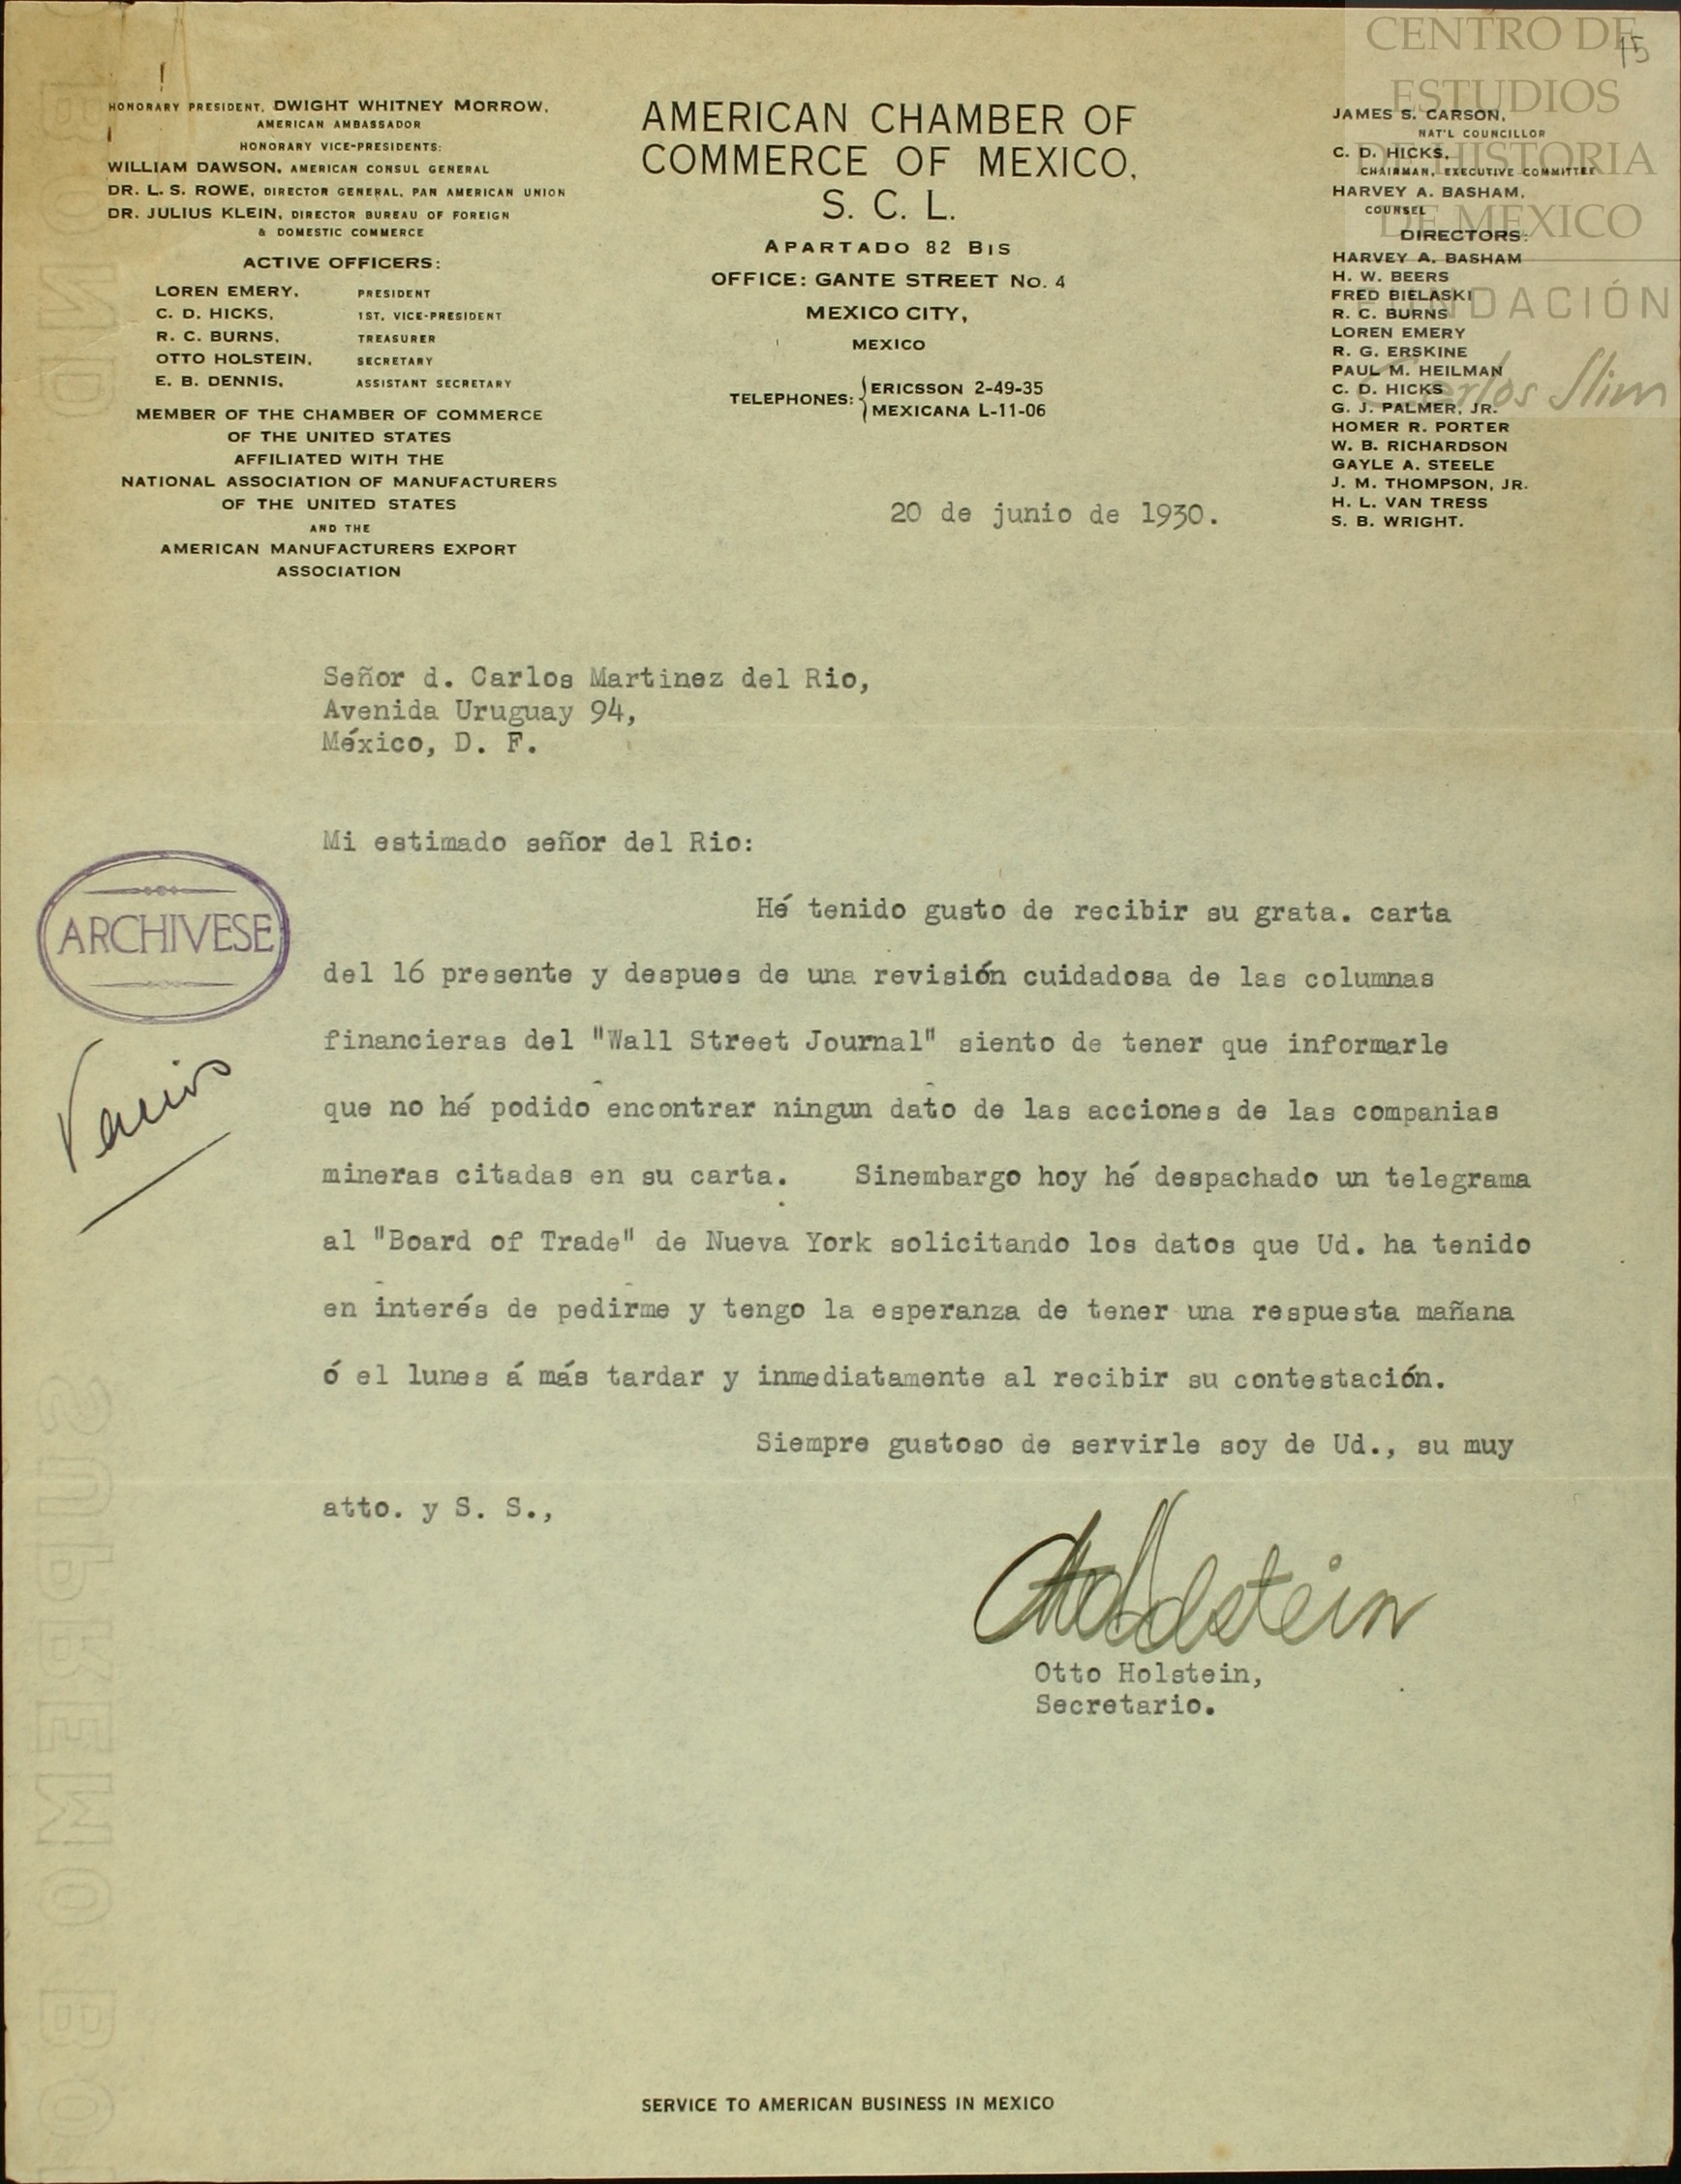 CENTRO DE
ESTUDIOS
DE HISTORIA
DE MEXICO
FUNDACIÓN
Carlos Slim
15
HONORARY PRESIDENT, DWIGHT WHITNEY MORROW,
AMERICAN AMBASSADOR
HONORARY VICE-PRESIDENTS:
WILLIAM DAWSON, AMERICAN CONSUL GENERAL
DR. L. S. ROWE, DIRECTOR GENERAL, PAN AMERICAN UNION
DR. JULIUS KLEIN, DIRECTOR BUREAU OF FOREIGN
& DOMESTIC COMMERCE
ACTIVE OFFICERS:
LOREN EMERY, PRESIDENT
C. D. HICKS, 1ST, VICE-PRESIDENT
R. C. BURNS, TREASURER
OTTO HOLSTEIN, SECRETARY
E. B. DENNIS, ASSISTANT SECRETARY
MEMBER OF THE CHAMBER OF COMMERCE
OF THE UNITED STATES
AFFILIATED WITH THE
NATIONAL ASSOCIATION OF MANUFACTURERS
OF THE UNITED STATES
AND THE
AMERICAN MANUFACTURERS EXPORT
ASSOCIATION
AMERICAN CHAMBER OF
COMMERCE OF MEXICO,
S. C. L.
APARTADO 82 BIS
OFFICE: GANTE STREET No. 4
MEXICO CITY,
MEXICO
TELEPHONES: ERICSSON 2-49-35
MEXICANA L-11-06
JAMES S. CARSON,
NAT'L COUNCILLOR
C. D. HICKS,
CHAIRMAN, EXECUTIVE COMMITTEE
HARVEY A. BASHAM,
COUNSEL
DIRECTORS:
HARVEY A. BASHAM
H. W. BEERS
FRED BIELASKI
R. C. BURNS
LOREN EMERY
R. G. ERSKINE
PAUL M. HEILMAN
C. D. HICKS
G. J. PALMER, JR.
HOMER R. PORTER
W. B. RICHARDSON
GAYLE A. STEELE
J. M. THOMPSON, JR.
H. L. VAN TRESS
S. B. WRIGHT.
20 de junio de 1930.
Señor d. Carlos Martinez del Rio,
Avenida Uruguay 94,
México, D. F.
Mi estimado señor del Rio:
ARCHIVESE
Varios
Hé tenido gusto de recibir su grata. carta
del 16 presente y despues de una revisión cuidadosa de las columnas
financieras del "Wall Street Journal" siento de tener que informarle
que no hé podido encontrar ningun dato de las acciones de las companias
mineras citadas en su carta. Sinembargo hoy hé despachado un telegrama
al "Board of Trade" de Nueva York solicitando los datos que Ud. ha tenido
en interés de pedirme y tengo la esperanza de tener una respuesta mañana
ó el lunes á más tardar y inmediatamente al recibir su contestación.
Siempre gustoso de servirle soy de Ud., su muy
atto. y S. S.,
Otto Holstein,
Secretario.
SERVICE TO AMERICAN BUSINESS IN MEXICO